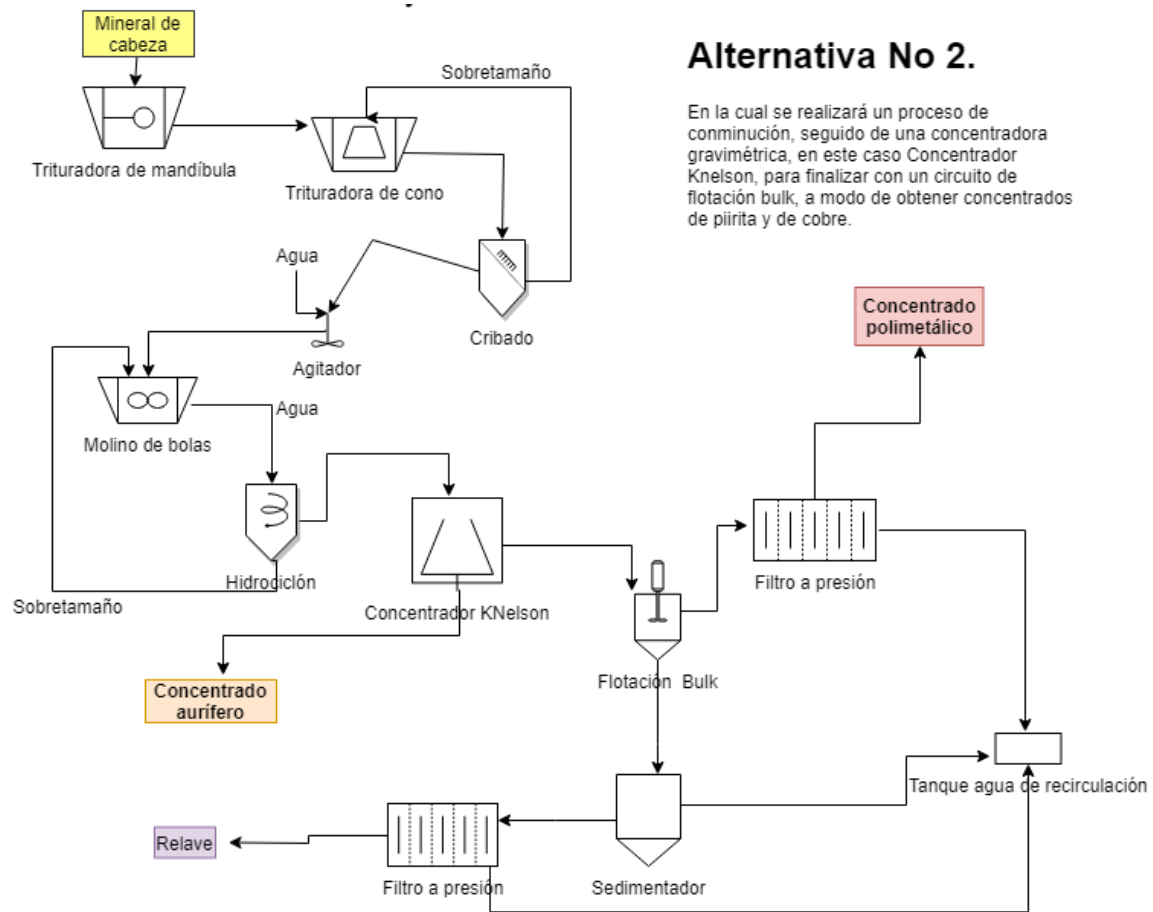 Mineral de
cabeza
Alternativa No 2.
Sobretamaño
En la cual se realizará un proceso de
conminución, seguido de una concentradora
gravimétrica, en este caso Concentrador
Knelson, para finalizar con un circuito de
flotación bulk, a modo de obtener concentrados
de piirita y de cobre.
Trituradora de mandíbula
Trituradora de cono
Agua
Cribado
Concentrado
polimetálico
Agitador
Agua
Molino de bolas
Hidrociclón
Filtro a presión
Sobretamaño
Concentrador KNelson
Flotación Bulk
Concentrado
aurífero
Tanque agua de recirculación
Relave
Filtro a presión
Sedimentador